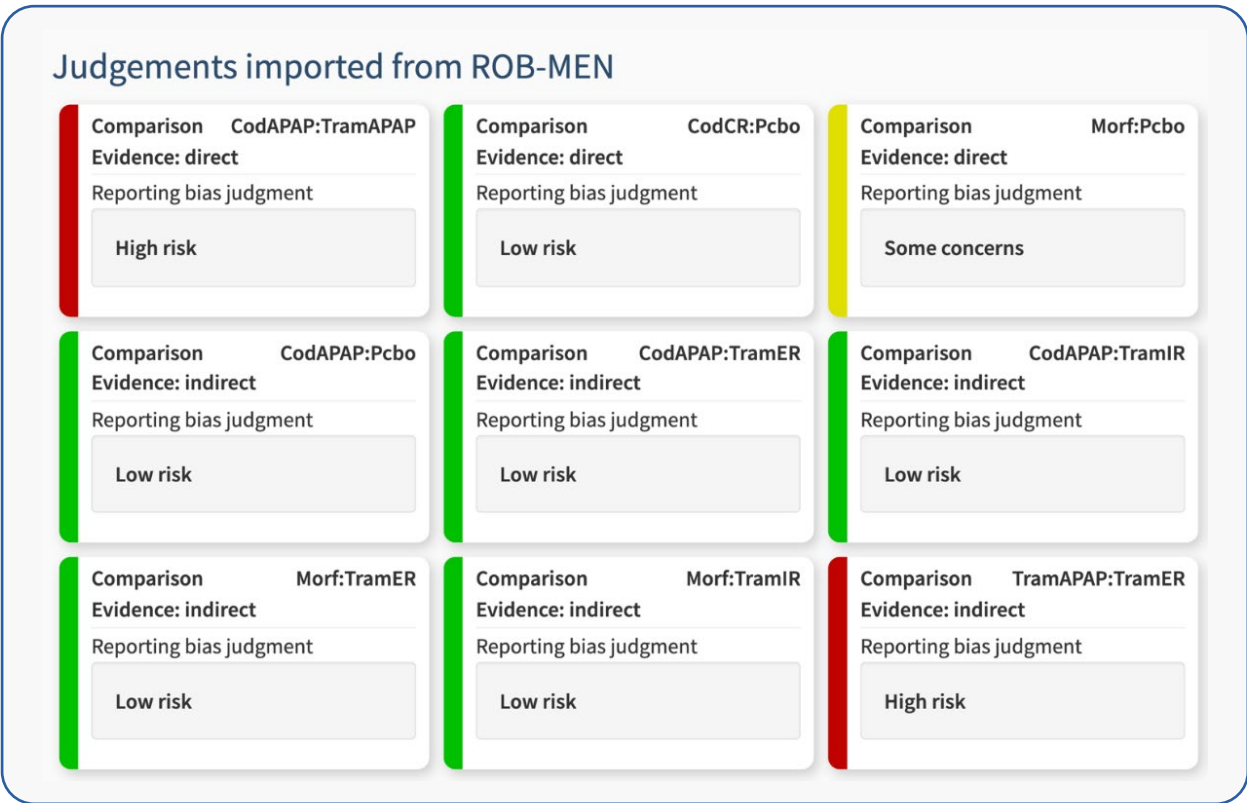 Judgements imported from ROB-MEN
Comparison CodAPAP:TramAPAP
Evidence: direct
Reporting bias judgment
High risk
Comparison CodCR:Pcbo
Evidence: direct
Reporting bias judgment
Low risk
Comparison Morf:Pcbo
Evidence: direct
Reporting bias judgment
Some concerns
Comparison CodAPAP:Pcbo
Evidence: indirect
Reporting bias judgment
Low risk
Comparison CodAPAP:TramER
Evidence: indirect
Reporting bias judgment
Low risk
Comparison CodAPAP:TramIR
Evidence: indirect
Reporting bias judgment
Low risk
Comparison Morf:TramER
Evidence: indirect
Reporting bias judgment
Low risk
Comparison Morf:TramIR
Evidence: indirect
Reporting bias judgment
Low risk
Comparison TramAPAP:TramER
Evidence: indirect
Reporting bias judgment
High risk